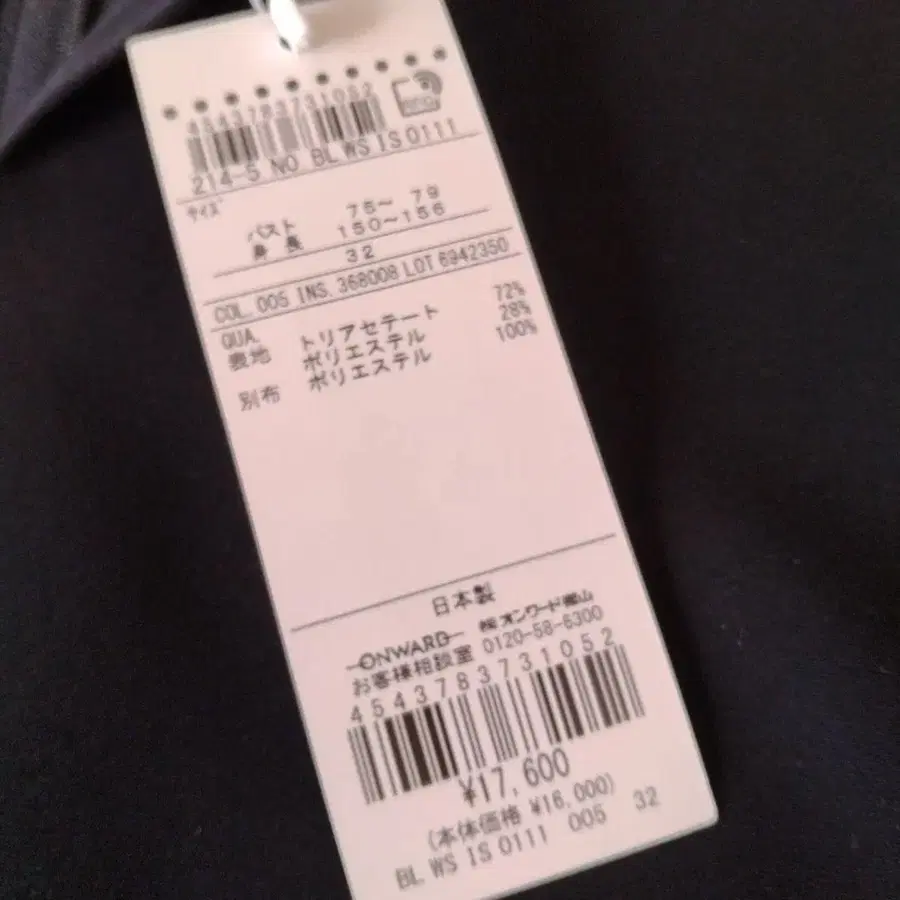 4543783731052
214-5 NO BL WS IS 0111
サイズ
バスト 75～ 79
身長 150～156
32
COL. 005 INS. 368008 LOT 6942350
QUA.
表地 トリアセテート 72%
ポリエステル 28%
別布 ポリエステル 100%
日本製
ONWARD ㈱オンワード樫山
お客様相談室 0120-58-6300
4543783731052
¥17,600
(本体価格 ¥16,000)
BL WS IS 0111 005 32